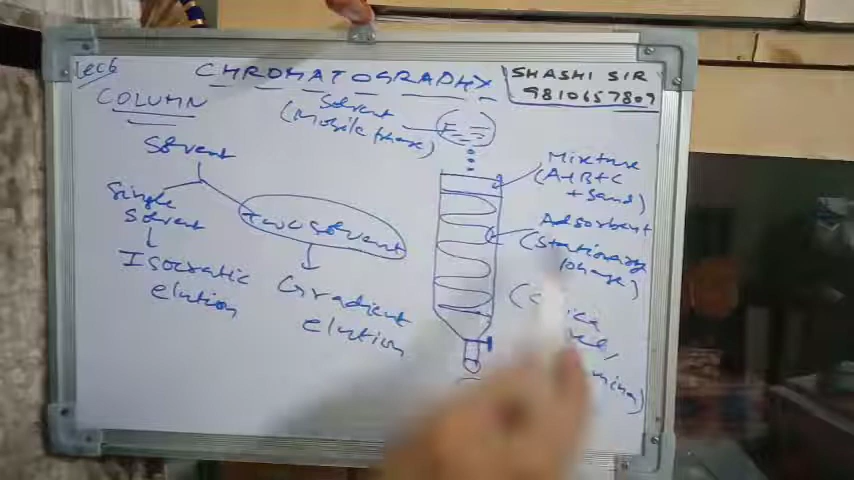 Lec6
CHROMATOGRAPHY
SHASHI SIR
9810657809
COLUMN
Solvent
(Mobile phase)
Solvent
Single
Solvent
Two solvent
Isocratic
elution
Gradient
elution
Mixture
(A+B+C
+ Sand)
Adsorbent
(Stationary
phase)